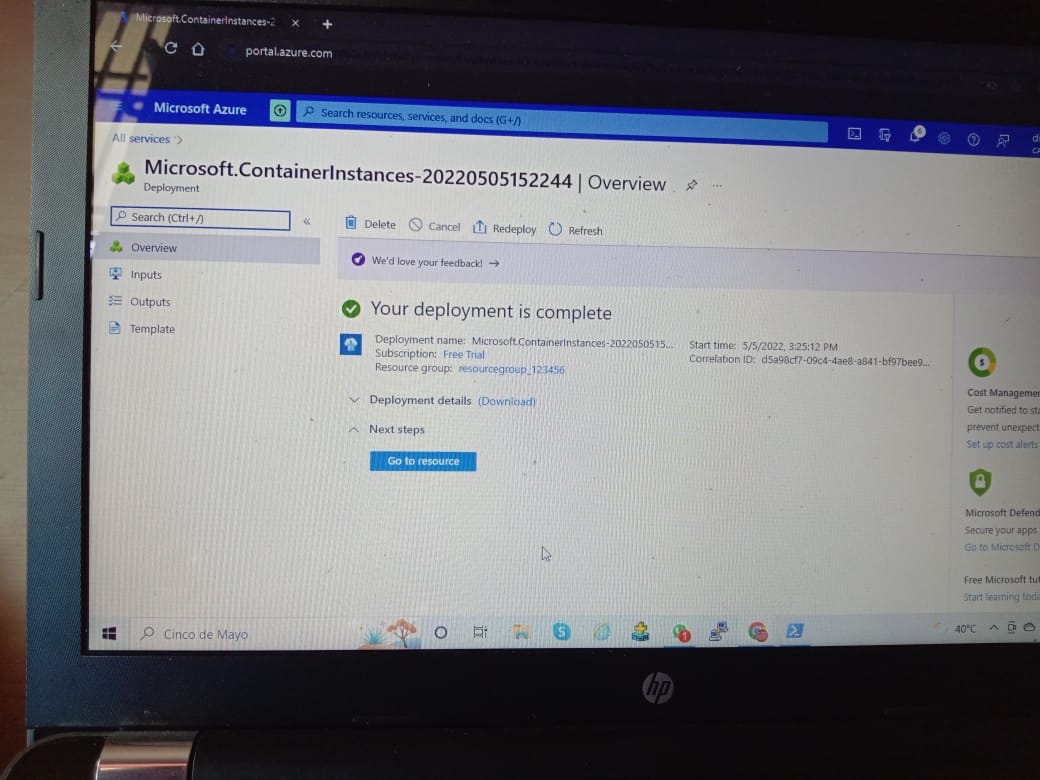 Microsoft.ContainerInstances-2
portal.azure.com
Microsoft Azure
Search resources, services, and docs (G+/)
6
All services >
Microsoft.ContainerInstances-20220505152244 | Overview
Deployment
Search (Ctrl+/)
Overview
Inputs
Outputs
Template
Delete
Cancel
Redeploy
Refresh
We'd love your feedback! →
Your deployment is complete
Deployment name: Microsoft.ContainerInstances-2022050515...
Subscription: Free Trial
Resource group: resourcegroup_123456
Start time: 5/5/2022, 3:25:12 PM
Correlation ID: d5a98cf7-09c4-4ae8-a841-bf97bee9...
Deployment details (Download)
Next steps
Go to resource
Cost Managemen
Get notified to sta
prevent unexpect
Set up cost alerts
Microsoft Defend
Secure your apps
Go to Microsoft D
Free Microsoft tut
Start learning toda
Cinco de Mayo
1
40°C
hp